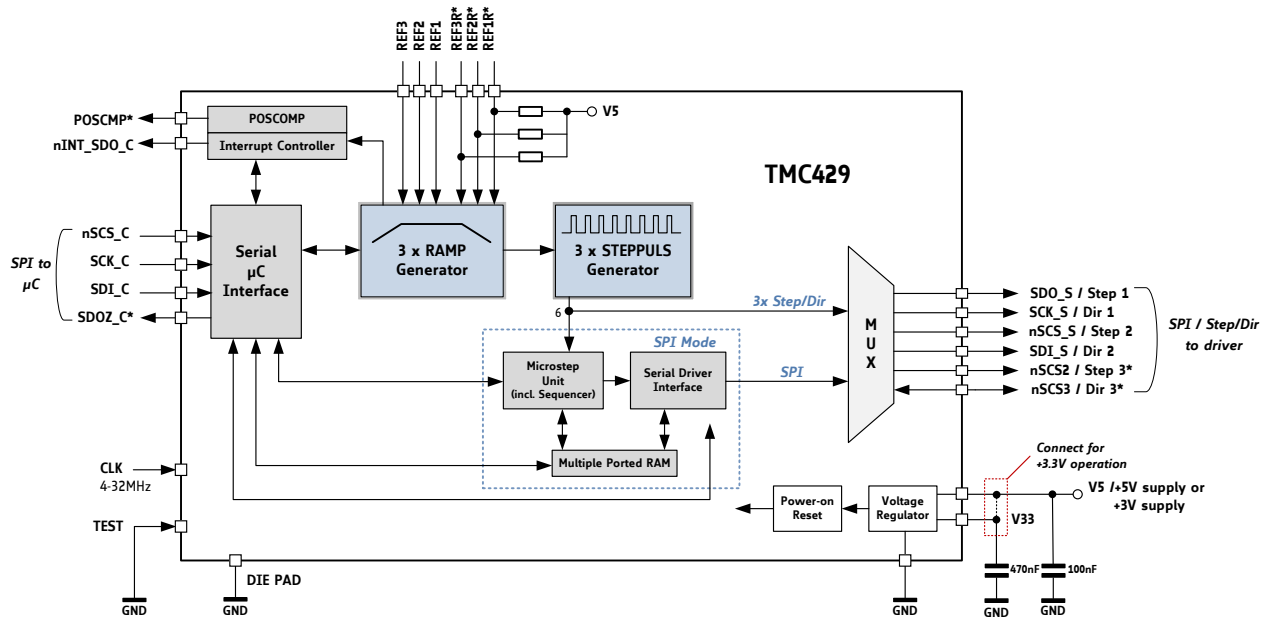 REF3
REF2
REF1
REF3R*
REF2R*
REF1R*
V5
POSCMP*
POSCOMP
nINT_SDO_C
Interrupt Controller
TMC429
nSCS_C
SCK_C
SDI_C
SDOZ_C*
SPI to
µC
Serial
µC
Interface
3 x RAMP
Generator
3 x STEPPULS
Generator
6
3x Step/Dir
SPI Mode
Microstep
Unit
(incl. Sequencer)
Serial Driver
Interface
SPI
Multiple Ported RAM
M
U
X
SDO_S / Step 1
SCK_S / Dir 1
nSCS_S / Step 2
SDI_S / Dir 2
nSCS2 / Step 3*
nSCS3 / Dir 3*
SPI / Step/Dir
to driver
CLK
4-32MHz
TEST
Power-on
Reset
Voltage
Regulator
Connect for
+3.3V operation
V5 /+5V supply or
+3V supply
V33
470nF
100nF
DIE PAD
GND
GND
GND
GND
GND